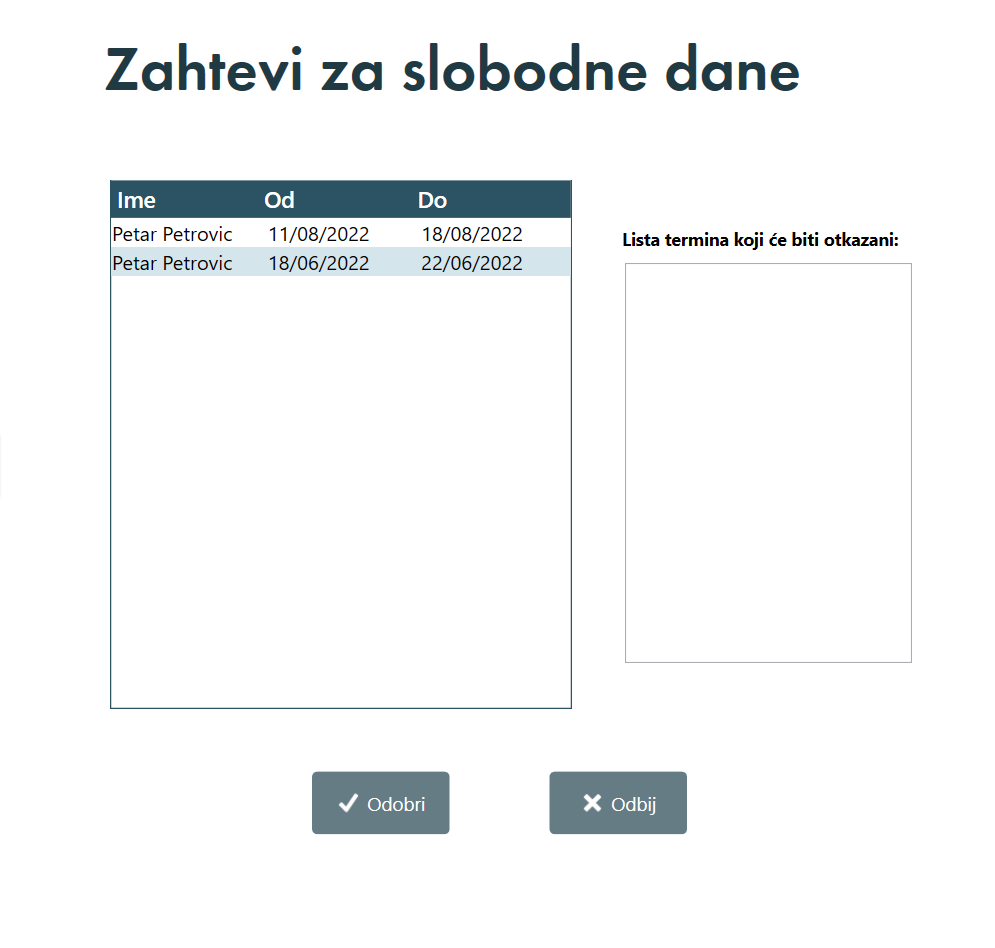 Zahtevi za slobodne dane
Ime Od Do
Petar Petrovic 11/08/2022 18/08/2022
Petar Petrovic 18/06/2022 22/06/2022
Lista termina koji će biti otkazani:
Odobri
Odbij